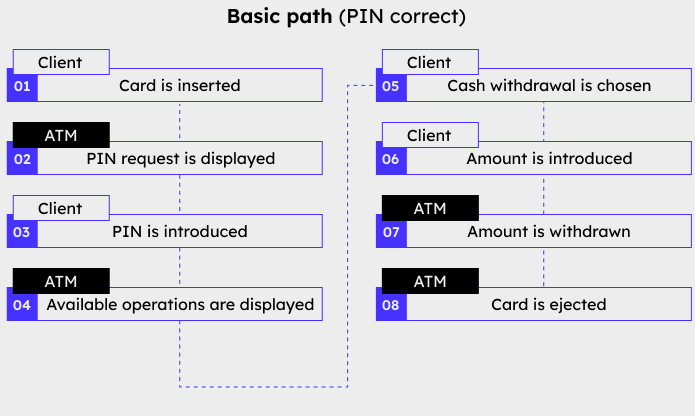 Basic path (PIN correct)
Client
01 Card is inserted
ATM
02 PIN request is displayed
Client
03 PIN is introduced
ATM
04 Available operations are displayed
Client
05 Cash withdrawal is chosen
Client
06 Amount is introduced
ATM
07 Amount is withdrawn
ATM
08 Card is ejected